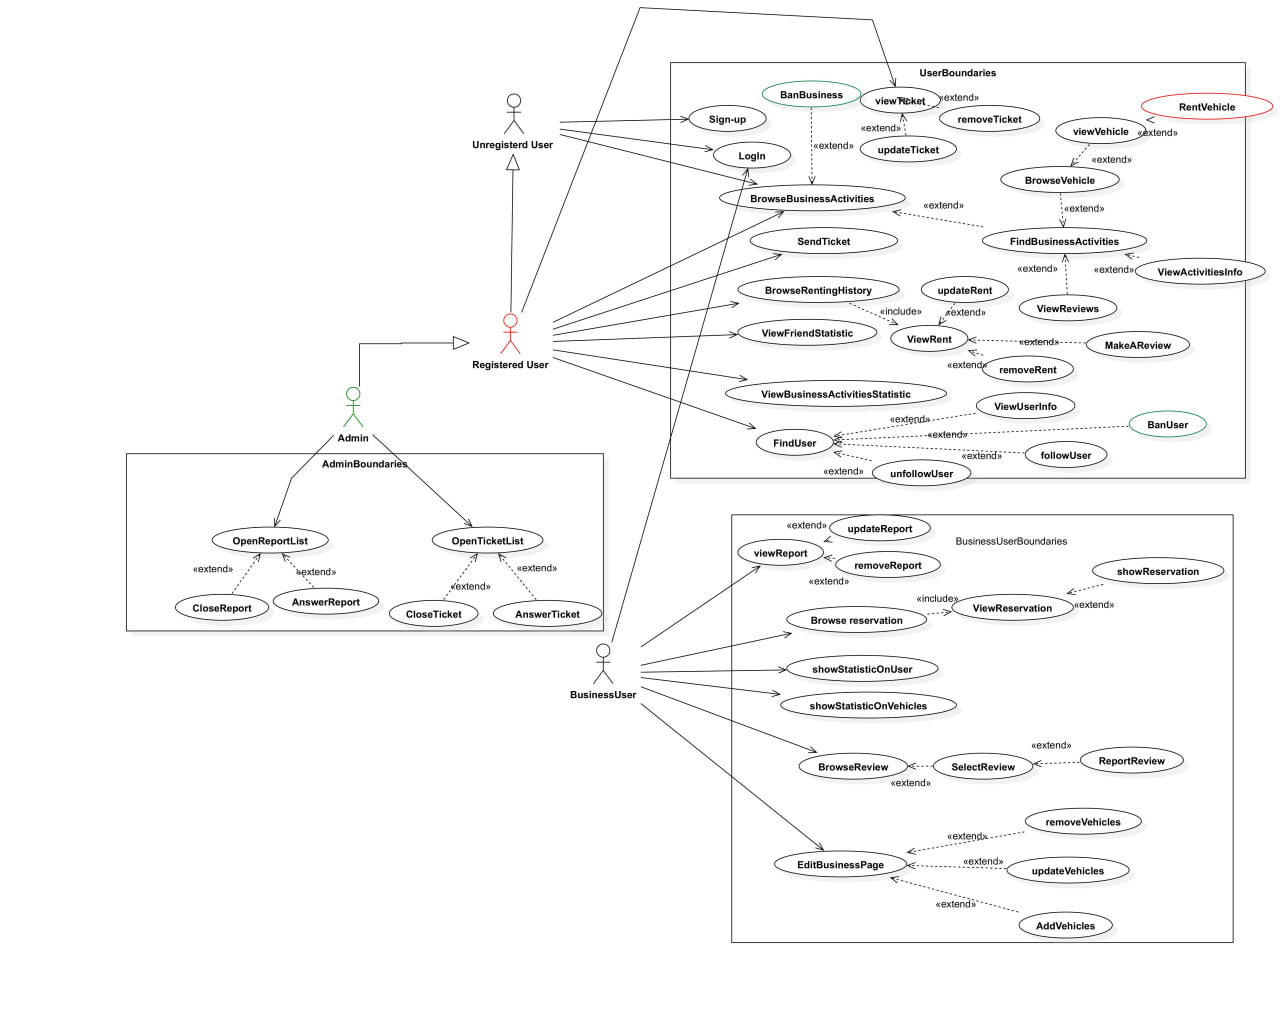 UserBoundaries
BanBusiness
viewTicket
«extend»
RentVehicle
Sign-up
removeTicket
«extend»
updateTicket
viewVehicle
«extend»
Unregisterd User
«extend»
LogIn
«extend»
BrowseVehicle
BrowseBusinessActivities
«extend»
«extend»
SendTicket
FindBusinessActivities
«extend»
«extend»
ViewActivitiesInfo
BrowseRentingHistory
updateRent
ViewReviews
«include»
«extend»
ViewFriendStatistic
ViewRent
«extend»
MakeAReview
Registered User
«extend»
removeRent
ViewBusinessActivitiesStatistic
ViewUserInfo
«extend»
BanUser
«extend»
FindUser
«extend»
followUser
«extend»
unfollowUser
Admin
AdminBoundaries
OpenReportList
OpenTicketList
«extend»
«extend»
«extend»
«extend»
CloseReport
AnswerReport
CloseTicket
AnswerTicket
BusinessUser
«extend»
updateReport
BusinessUserBoundaries
viewReport
removeReport
«extend»
showReservation
«include»
ViewReservation
«extend»
Browse reservation
showStatisticOnUser
showStatisticOnVehicles
«extend»
BrowseReview
SelectReview
ReportReview
«extend»
removeVehicles
«extend»
EditBusinessPage
«extend»
updateVehicles
«extend»
AddVehicles